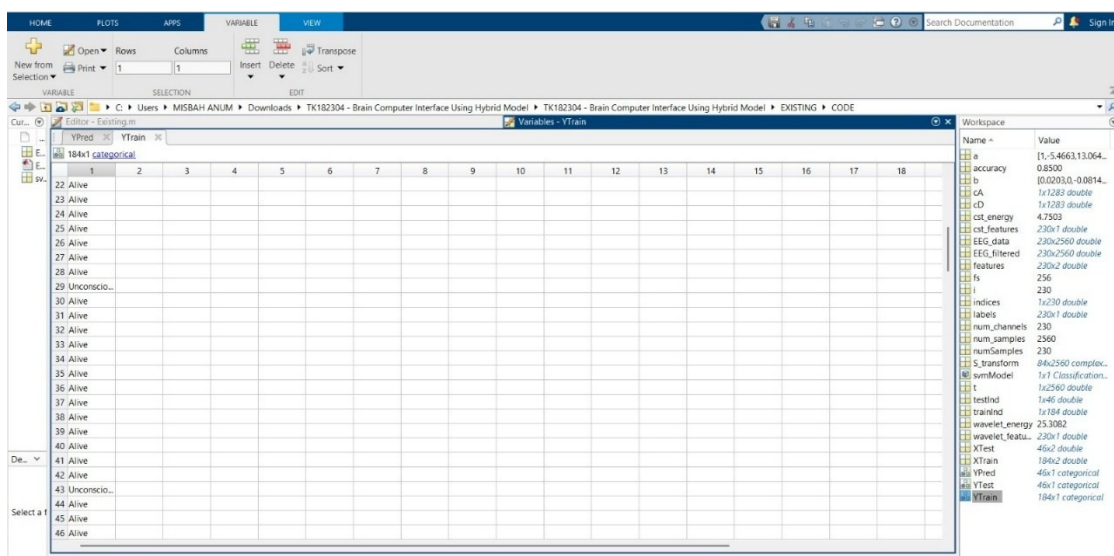 HOME PLOTS APPS VARIABLE VIEW Search Documentation Sign In
New from Selection Open Print Rows 1 Columns 1 Insert Delete Transpose Sort
VARIABLE SELECTION EDIT
C: Users MISBAH ANUM Downloads TK182304 - Brain Computer Interface Using Hybrid Model TK182304 - Brain Computer Interface Using Hybrid Model EXISTING CODE
Cur... Editor - Existing.m Variables - YTrain Workspace
YPred YTrain
184x1 categorical
1 2 3 4 5 6 7 8 9 10 11 12 13 14 15 16 17 18
22 Alive
23 Alive
24 Alive
25 Alive
26 Alive
27 Alive
28 Alive
29 Unconscio...
30 Alive
31 Alive
32 Alive
33 Alive
34 Alive
35 Alive
36 Alive
37 Alive
38 Alive
39 Alive
40 Alive
41 Alive
42 Alive
43 Unconscio...
44 Alive
45 Alive
46 Alive
E...
E...
sv...
De...
Select a f
Name Value
a [1,-5.4663,13.064...
accuracy 0.8500
b [0.0203,0,-0.0814...
cA 1x1283 double
cD 1x1283 double
cst_energy 4.7503
cst_features 230x1 double
EEG_data 230x2560 double
EEG_filtered 230x2560 double
features 230x2 double
fs 256
i 230
indices 1x230 double
labels 230x1 double
num_channels 230
num_samples 2560
numSamples 230
S_transform 84x2560 complex...
svmModel 1x1 Classification...
t 1x2560 double
testInd 1x46 double
trainInd 1x184 double
wavelet_energy 25.3082
wavelet_featu... 230x1 double
XTest 46x2 double
XTrain 184x2 double
YPred 46x1 categorical
YTest 46x1 categorical
YTrain 184x1 categorical